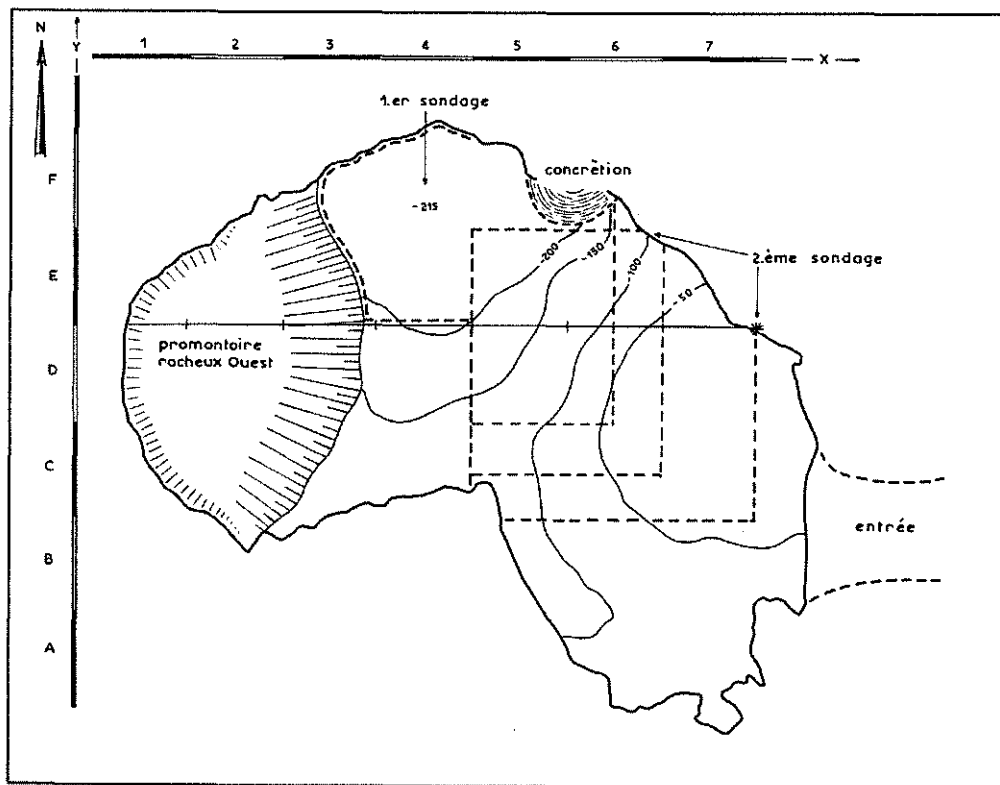 N
Y
1 2 3 4 5 6 7
X
1.er sondage
F
concrètion
-215
E
-200
-150
-100
-50
2.ème sondage
promontoire
rocheux Ouest
D
C
entrée
B
A